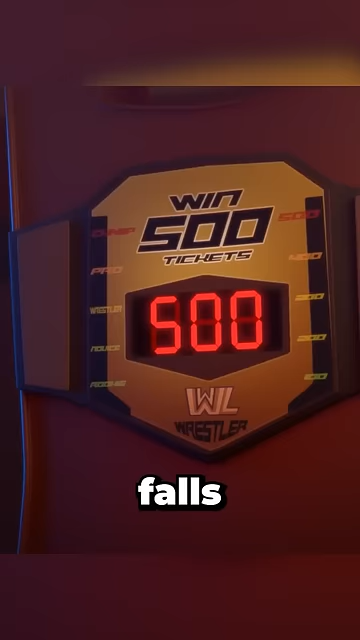 WIN
500
TICKETS
CHAMP 500
PRO 400
WRESTLER 300
NOVICE 200
ROOKIE 100
500
WL
WRESTLER
falls